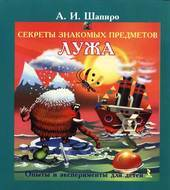 А. И. Шапиро
СЕКРЕТЫ ЗНАКОМЫХ ПРЕДМЕТОВ
ЛУЖА
Опыты и эксперименты для детей